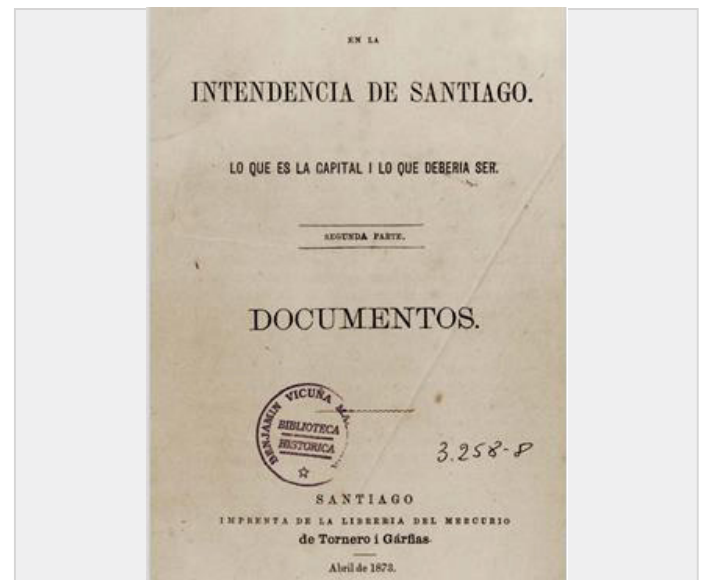 EN LA
INTENDENCIA DE SANTIAGO.
LO QUE ES LA CAPITAL I LO QUE DEBERIA SER.
SEGUNDA PARTE.
DOCUMENTOS.
BENJAMIN VICUÑA
BIBLIOTECA
HISTORICA
3.258-8
SANTIAGO
IMPRENTA DE LA LIBRERIA DEL MERCURIO
de Tornero i Gárfias
Abril de 1873.